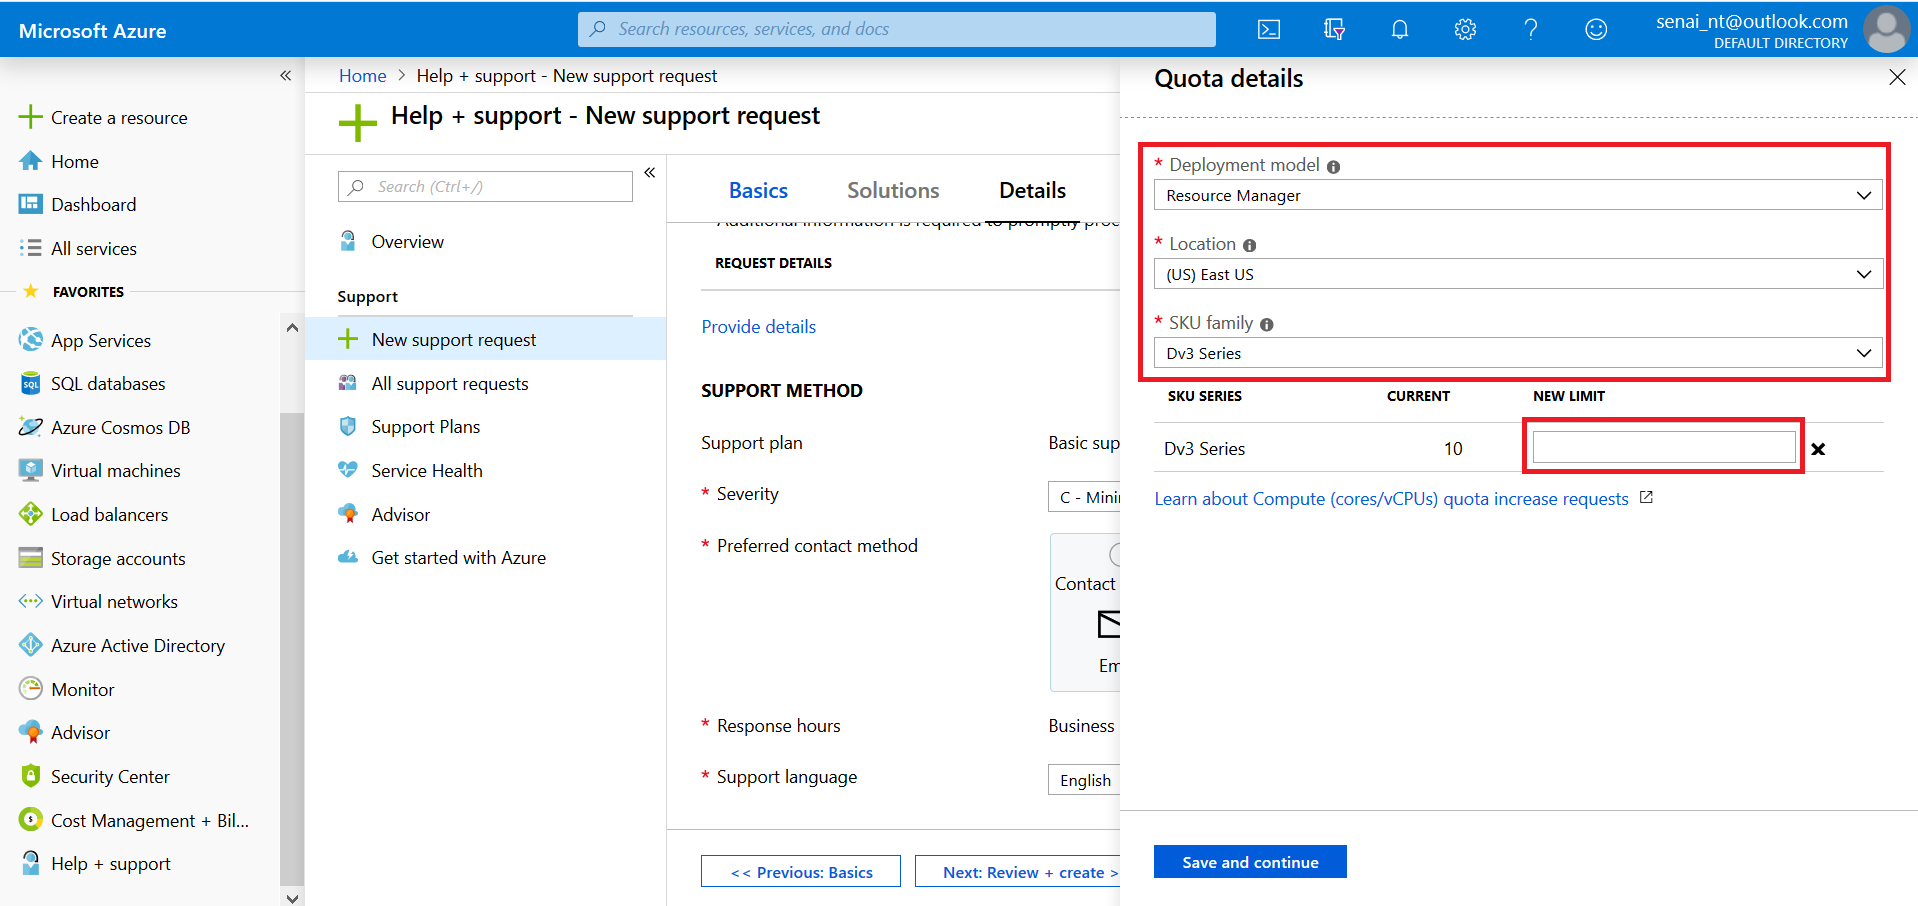 Microsoft Azure
Search resources, services, and docs
senai_nt@outlook.com
DEFAULT DIRECTORY
Create a resource
Home
Dashboard
All services
FAVORITES
App Services
SQL databases
Azure Cosmos DB
Virtual machines
Load balancers
Storage accounts
Virtual networks
Azure Active Directory
Monitor
Advisor
Security Center
Cost Management + Bil...
Help + support
Home > Help + support - New support request
Help + support - New support request
Search (Ctrl+/)
Overview
Support
New support request
All support requests
Support Plans
Service Health
Advisor
Get started with Azure
Basics Solutions Details
Additional information is required to promptly
REQUEST DETAILS
Provide details
SUPPORT METHOD
Support plan Basic sup
* Severity C - Mini
* Preferred contact method
Contact
Em
* Response hours Business
* Support language English
<< Previous: Basics Next: Review + create >
Quota details
* Deployment model
Resource Manager
* Location
(US) East US
* SKU family
Dv3 Series
SKU SERIES CURRENT NEW LIMIT
Dv3 Series 10
Learn about Compute (cores/vCPUs) quota increase requests
Save and continue